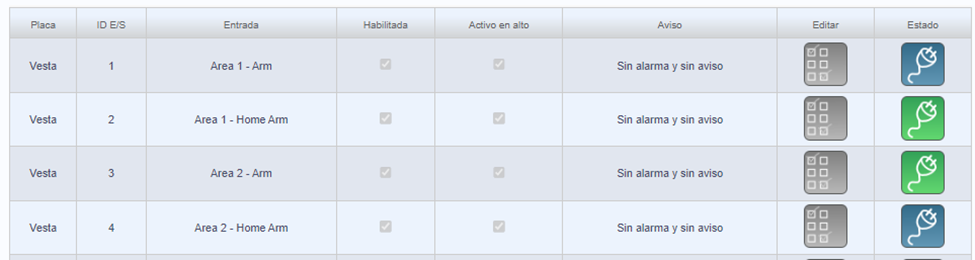 Placa ID E/S Entrada Habilitada Activo en alto Aviso Editar Estado
Vesta 1 Area 1 - Arm Sin alarma y sin aviso
Vesta 2 Area 1 - Home Arm Sin alarma y sin aviso
Vesta 3 Area 2 - Arm Sin alarma y sin aviso
Vesta 4 Area 2 - Home Arm Sin alarma y sin aviso